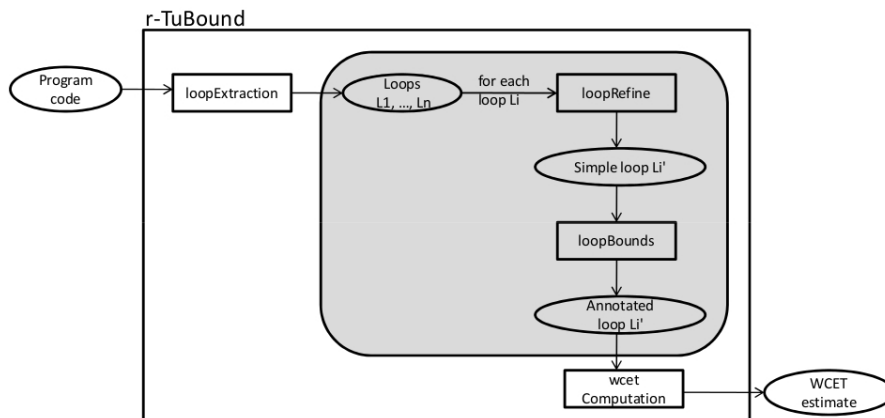 r-TuBound
Program
code
loopExtraction
Loops
L1, ..., Ln
for each
loop Li
loopRefine
Simple loop Li'
loopBounds
Annotated
loop Li'
wcet
Computation
WCET
estimate